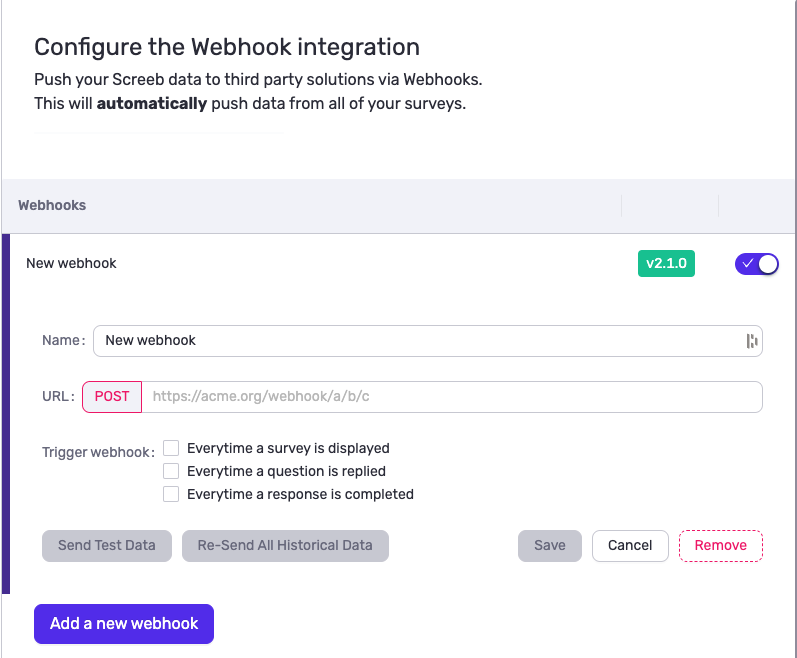 Configure the Webhook integration
Push your Screeb data to third party solutions via Webhooks.
This will automatically push data from all of your surveys.
Webhooks
New webhook v2.1.0
Name: New webhook
URL: POST https://acme.org/webhook/a/b/c
Trigger webhook: Everytime a survey is displayed
Everytime a question is replied
Everytime a response is completed
Send Test Data Re-Send All Historical Data Save Cancel Remove
Add a new webhook